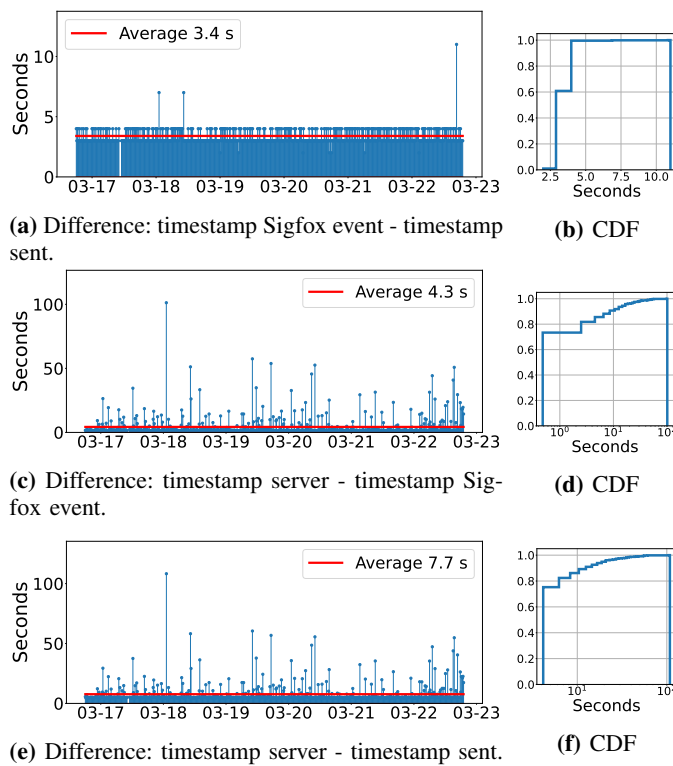 Average 3.4 s
Seconds
10
5
0
03-17 03-18 03-19 03-20 03-21 03-22 03-23
1.0
0.8
0.6
0.4
0.2
0.0
2.5 5.0 7.5 10.0
Seconds
(a) Difference: timestamp Sigfox event - timestamp
sent.
(b) CDF
Average 4.3 s
Seconds
100
50
0
03-17 03-18 03-19 03-20 03-21 03-22 03-23
1.0
0.8
0.6
0.4
0.2
0.0
10⁰ 10¹
Seconds
(c) Difference: timestamp server - timestamp Sig-
fox event.
(d) CDF
Average 7.7 s
Seconds
100
50
0
03-17 03-18 03-19 03-20 03-21 03-22 03-23
1.0
0.8
0.6
0.4
0.2
0.0
10¹
Seconds
(e) Difference: timestamp server - timestamp sent.
(f) CDF